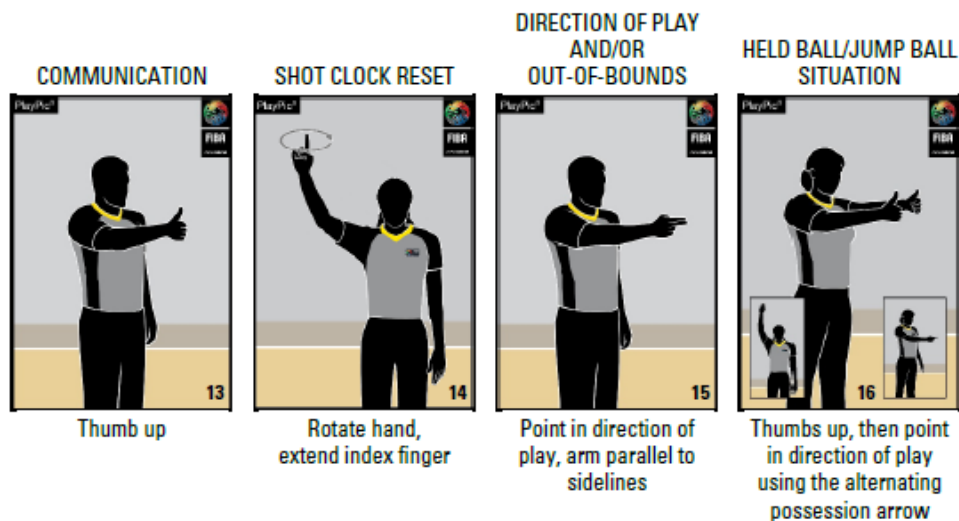 COMMUNICATION
PlayPic®
FIBA
13
Thumb up
SHOT CLOCK RESET
PlayPic®
FIBA
14
Rotate hand,
extend index finger
DIRECTION OF PLAY
AND/OR
OUT-OF-BOUNDS
PlayPic®
FIBA
15
Point in direction of
play, arm parallel to
sidelines
HELD BALL/JUMP BALL
SITUATION
PlayPic®
FIBA
16
Thumbs up, then point
in direction of play
using the alternating
possession arrow